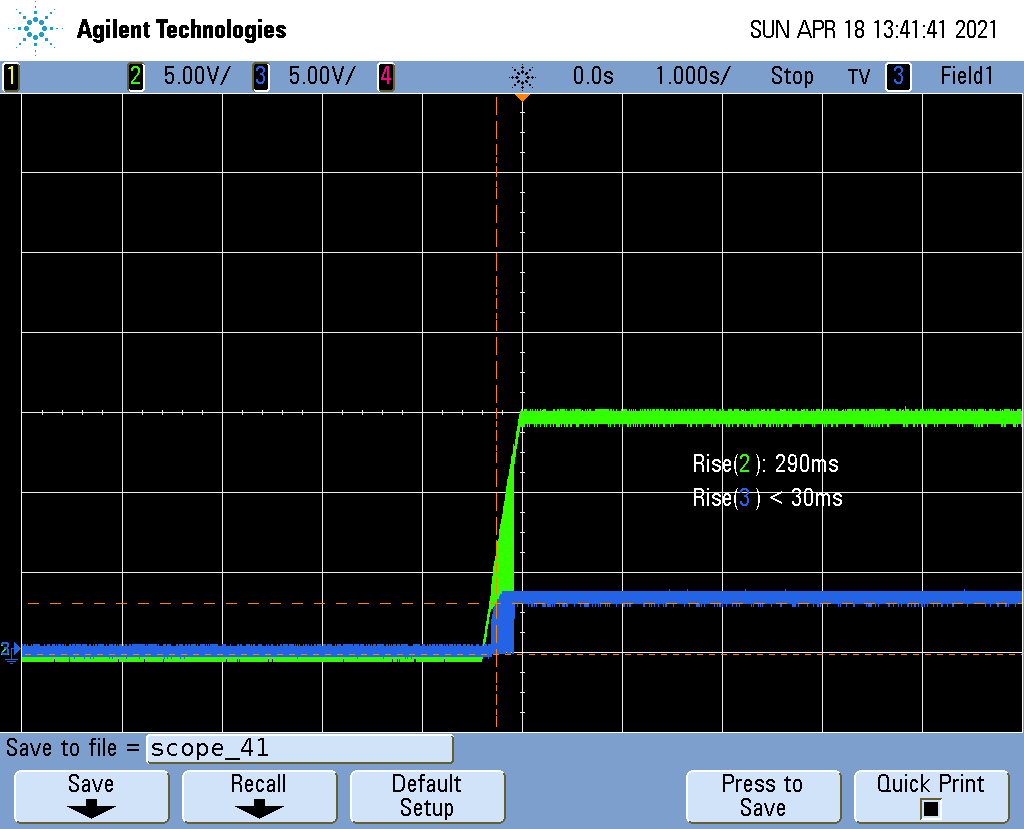 Agilent Technologies SUN APR 18 13:41:41 2021
1 2 5.00V/ 3 5.00V/ 4 0.0s 1.000s/ Stop TV 3 Field1
Rise(2): 290ms
Rise(3) < 30ms
2
Save to file = scope_41
Save Recall Default Setup Press to Save Quick Print